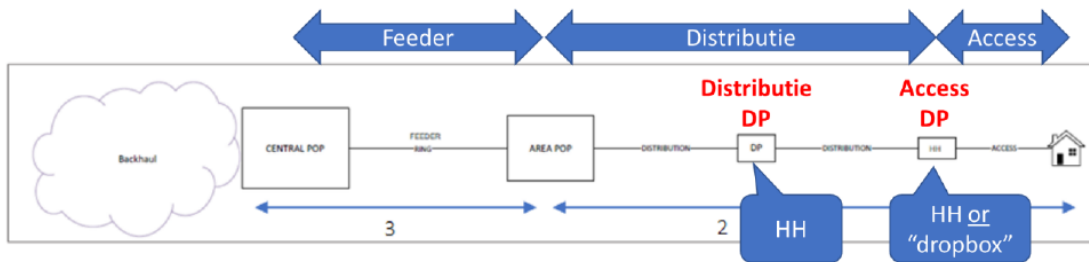 Feeder
Distributie
Access
Distributie
DP
Access
DP
Backhaul
CENTRAL POP
FEEDER
RING
AREA POP
DISTRIBUTION
DP
DISTRIBUTION
HH
ACCESS
3
2
HH
HH or
“dropbox”